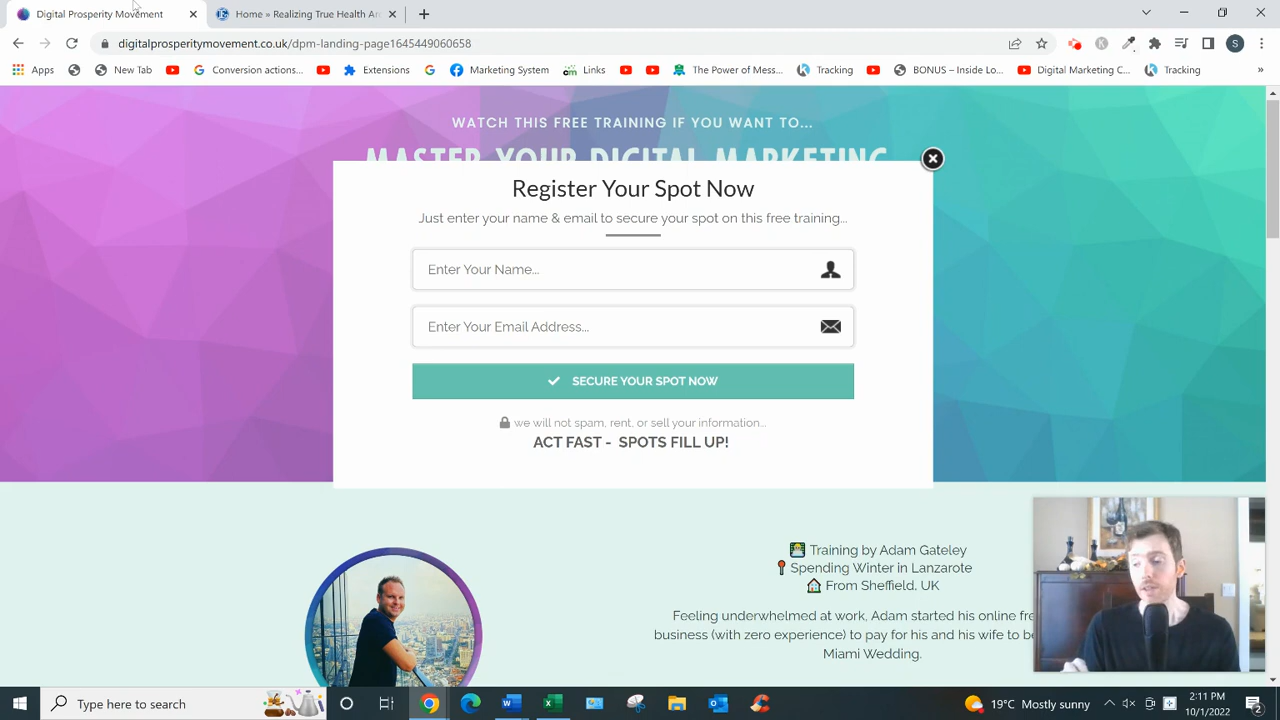 Digital Prosperity Movement
Home » Realizing True Health An
digitalprosperitymovement.co.uk/dpm-landing-page1645449060658
S
Apps
New Tab
Conversion actions...
Extensions
Marketing System
Links
The Power of Mess...
Tracking
BONUS – Inside Lo...
Digital Marketing C...
Tracking
»
WATCH THIS FREE TRAINING IF YOU WANT TO...
MASTER YOUR DIGITAL MARKETING
Register Your Spot Now
Just enter your name & email to secure your spot on this free training...
Enter Your Name...
Enter Your Email Address...
SECURE YOUR SPOT NOW
we will not spam, rent, or sell your information...
ACT FAST - SPOTS FILL UP!
Training by Adam Gateley
Spending Winter in Lanzarote
From Sheffield, UK
Feeling underwhelmed at work, Adam started his online fre
business (with zero experience) to pay for his and his wife to be
Miami Wedding.
Type here to search
19°C Mostly sunny
2:11 PM
10/1/2022
2